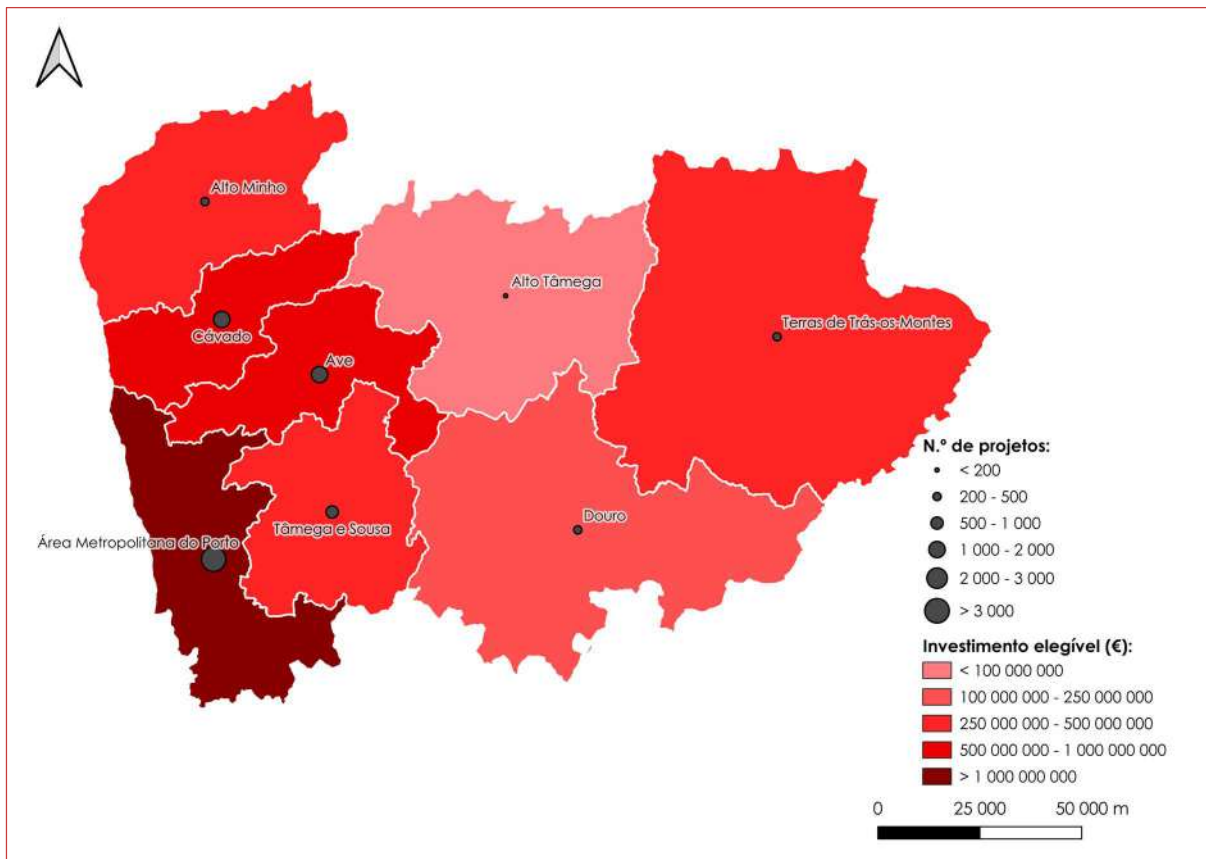 Alto Minho
Alto Tâmega
Cávado
Terras de Trás-os-Montes
Ave
Tâmega e Sousa
Douro
Área Metropolitana do Porto
N.º de projetos:
< 200
200 - 500
500 - 1 000
1 000 - 2 000
2 000 - 3 000
> 3 000
Investimento elegível (€):
< 100 000 000
100 000 000 - 250 000 000
250 000 000 - 500 000 000
500 000 000 - 1 000 000 000
> 1 000 000 000
0 25 000 50 000 m